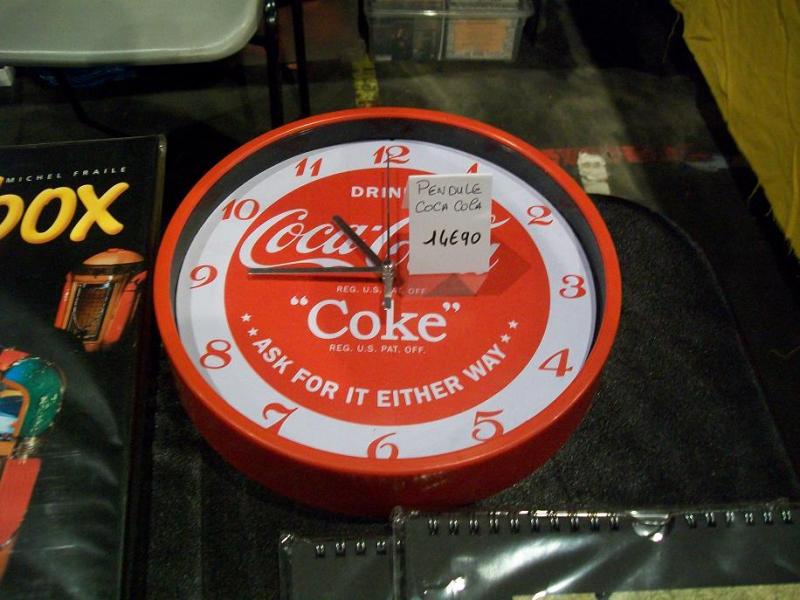 MICHEL FRAILE
box
12
11
1
10
2
9
3
8
4
7
5
6
DRIN
PENDULE
COCA COLA
14€90
Coca-C
REG. U.S. PAT. OFF.
"Coke"
REG. U.S. PAT. OFF.
★★ ASK FOR IT EITHER WAY ★★